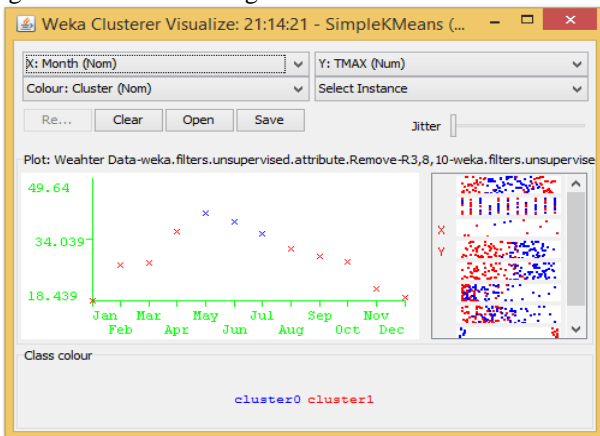 Weka Clusterer Visualize: 21:14:21 - SimpleKMeans (...
X: Month (Nom)
Y: TMAX (Num)
Colour: Cluster (Nom)
Select Instance
Re...
Clear
Open
Save
Jitter
Plot: Weahter Data-weka.filters.unsupervised.attribute.Remove-R3,8,10-weka.filters.unsupervise
49.64
34.039
18.439
Jan Mar May Jul Sep Nov
Feb Apr Jun Aug Oct Dec
X
Y
Class colour
cluster0 cluster1